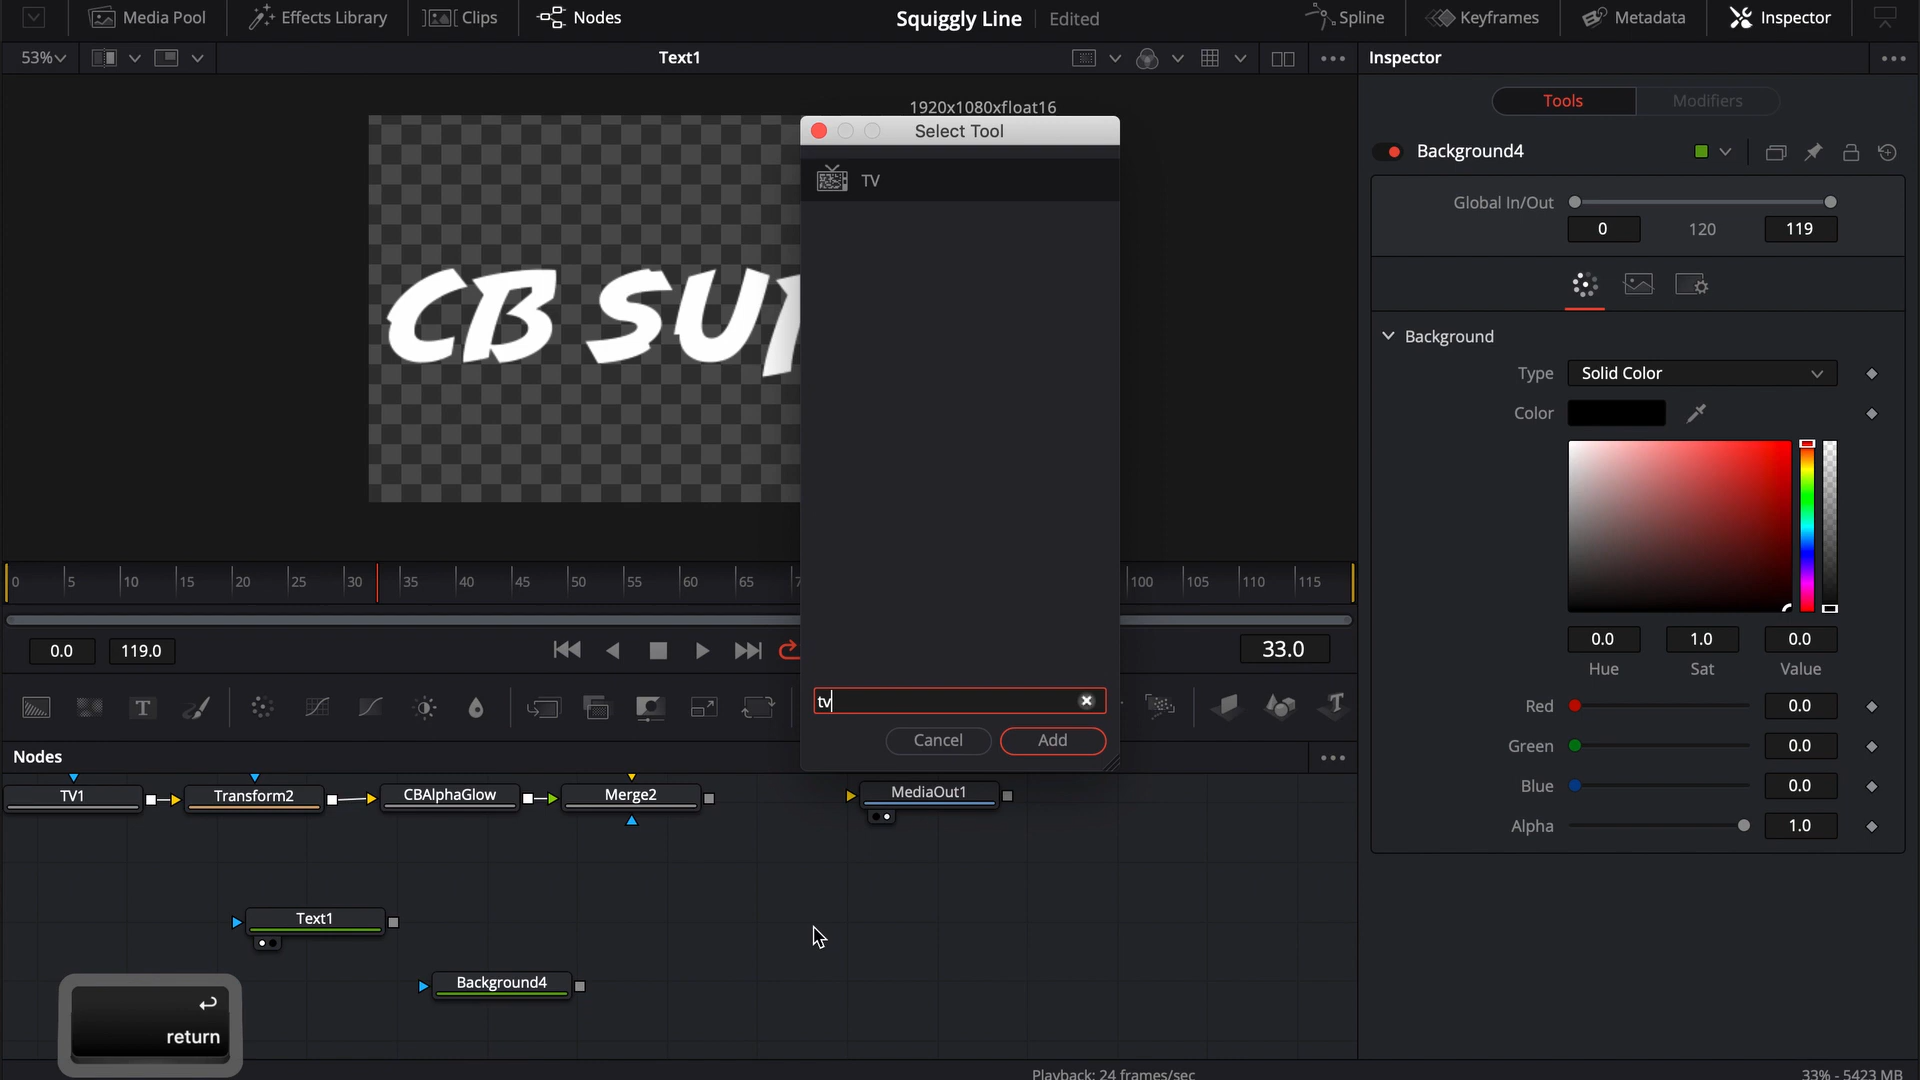 Media Pool
Effects Library
Clips
Nodes
Squiggly Line
Edited
Spline
Keyframes
Metadata
Inspector
53%
Text1
Inspector
1920x1080xfloat16
Select Tool
TV
CB SUP
tv
Cancel
Add
0
5
10
15
20
25
30
35
40
45
50
55
60
65
100
105
110
115
0.0
119.0
33.0
Nodes
TV1
Transform2
CBAlphaGlow
Merge2
MediaOut1
Text1
Background4
return
Playback: 24 frames/sec
33% - 5423 MB
Tools
Modifiers
Background4
Global In/Out
0
120
119
Background
Type
Solid Color
Color
0.0
1.0
0.0
Hue
Sat
Value
Red
0.0
Green
0.0
Blue
0.0
Alpha
1.0